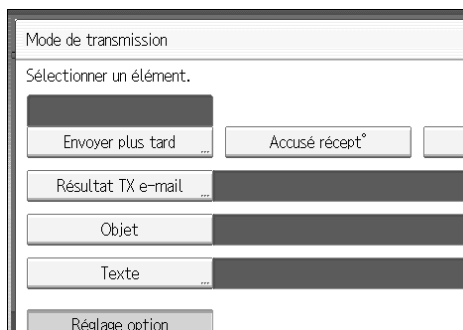 Mode de transmission
Sélectionner un élément.
Envoyer plus tard ... Accusé récept°
Résultat TX e-mail ...
Objet
Texte ...
Réglage option